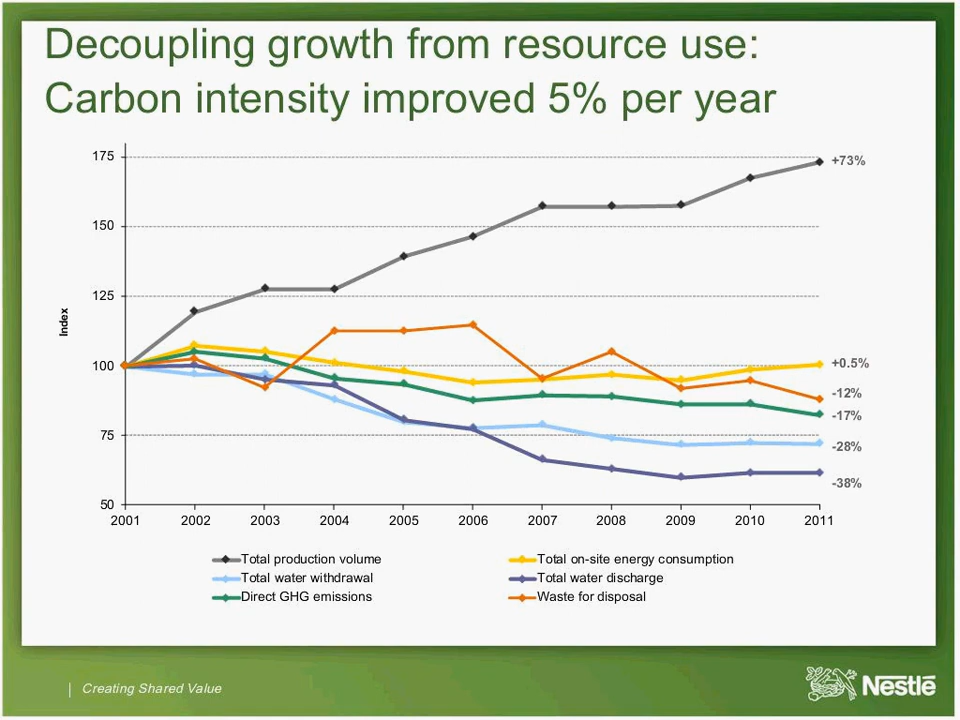 Decoupling growth from resource use:
Carbon intensity improved 5% per year
175
150
125
100
75
50
Index
+73%
+0.5%
-12%
-17%
-28%
-38%
2001 2002 2003 2004 2005 2006 2007 2008 2009 2010 2011
Total production volume
Total on-site energy consumption
Total water withdrawal
Total water discharge
Direct GHG emissions
Waste for disposal
Creating Shared Value
Nestlé